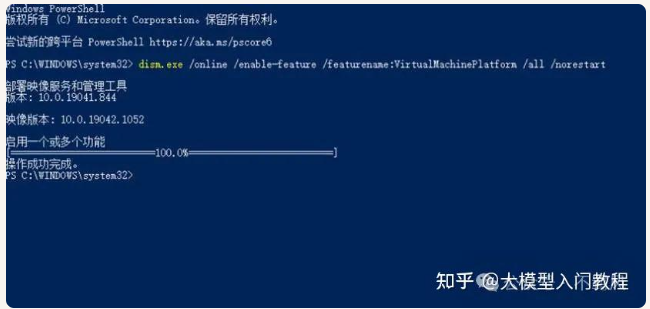 Windows PowerShell
版权所有 (C) Microsoft Corporation。保留所有权利。
尝试新的跨平台 PowerShell https://aka.ms/pscore6
PS C:\WINDOWS\system32> dism.exe /online /enable-feature /featurename:VirtualMachinePlatform /all /norestart
部署映像服务和管理工具
版本: 10.0.19041.844
映像版本: 10.0.19042.1052
启用一个或多个功能
[==========================100.0%==========================]
操作成功完成。
PS C:\WINDOWS\system32>
知乎 @大模型入门教程